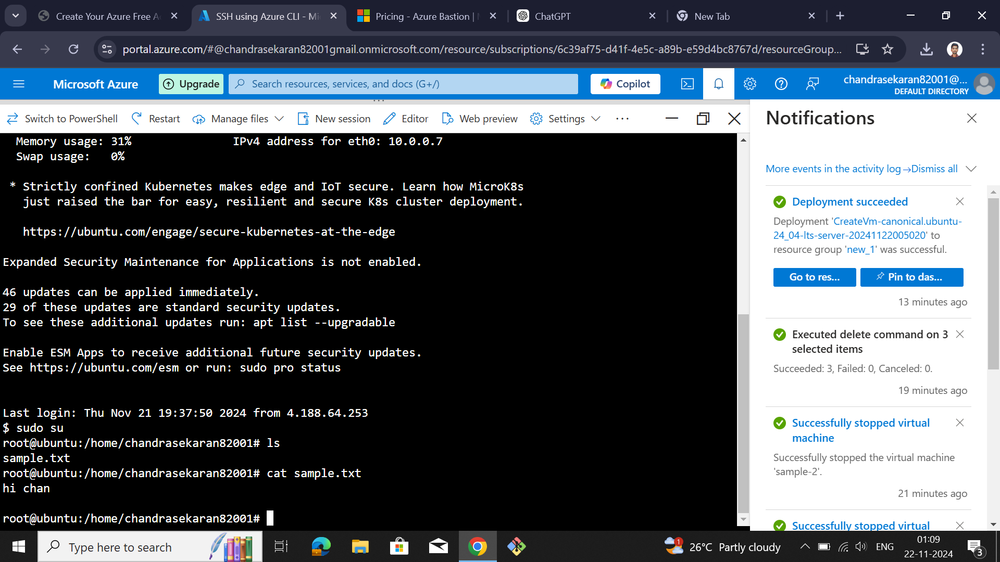 Create Your Azure Free A
SSH using Azure CLI - Mi
Pricing - Azure Bastion |
ChatGPT
New Tab
portal.azure.com/#@chandrasekaran82001gmail.onmicrosoft.com/resource/subscriptions/6c39af75-d41f-4e5c-a89b-e59d4bc8767d/resourceGroup...
Microsoft Azure
Upgrade
Search resources, services, and docs (G+/)
Copilot
chandrasekaran82001@...
DEFAULT DIRECTORY
Switch to PowerShell
Restart
Manage files
New session
Editor
Web preview
Settings
Memory usage: 31%               IPv4 address for eth0: 10.0.0.7
Swap usage:   0%
* Strictly confined Kubernetes makes edge and IoT secure. Learn how MicroK8s
just raised the bar for easy, resilient and secure K8s cluster deployment.
https://ubuntu.com/engage/secure-kubernetes-at-the-edge
Expanded Security Maintenance for Applications is not enabled.
46 updates can be applied immediately.
29 of these updates are standard security updates.
To see these additional updates run: apt list --upgradable
Enable ESM Apps to receive additional future security updates.
See https://ubuntu.com/esm or run: sudo pro status
Last login: Thu Nov 21 19:37:50 2024 from 4.188.64.253
$ sudo su
root@ubuntu:/home/chandrasekaran82001# ls
sample.txt
root@ubuntu:/home/chandrasekaran82001# cat sample.txt
hi chan
root@ubuntu:/home/chandrasekaran82001#
Notifications
More events in the activity log →
Dismiss all
Deployment succeeded
Deployment 'CreateVm-canonical.ubuntu-
24_04-lts-server-20241122005020' to
resource group 'new_1' was successful.
Go to res...
Pin to das...
13 minutes ago
Executed delete command on 3
selected items
Succeeded: 3, Failed: 0, Canceled: 0.
19 minutes ago
Successfully stopped virtual
machine
Successfully stopped the virtual machine
'sample-2'.
21 minutes ago
Successfully stopped virtual
Type here to search
1
26°C Partly cloudy
ENG
01:09
22-11-2024
3